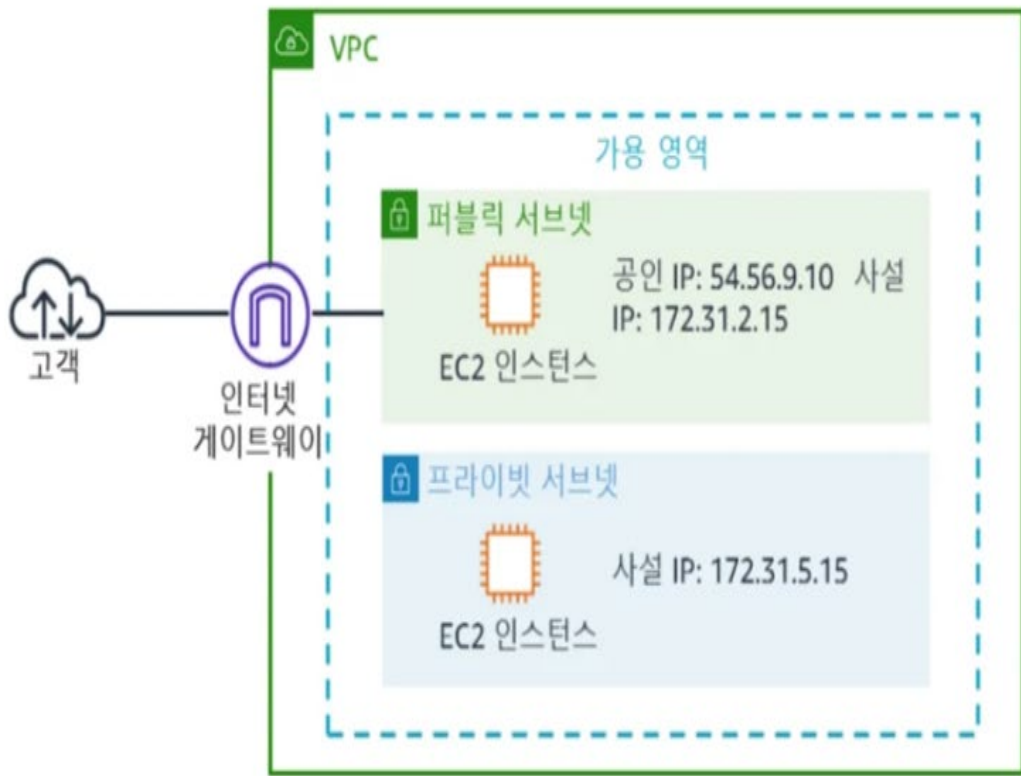 VPC
가용 영역
퍼블릭 서브넷
공인 IP: 54.56.9.10 사설
IP: 172.31.2.15
EC2 인스턴스
고객
인터넷
게이트웨이
프라이빗 서브넷
사설 IP: 172.31.5.15
EC2 인스턴스